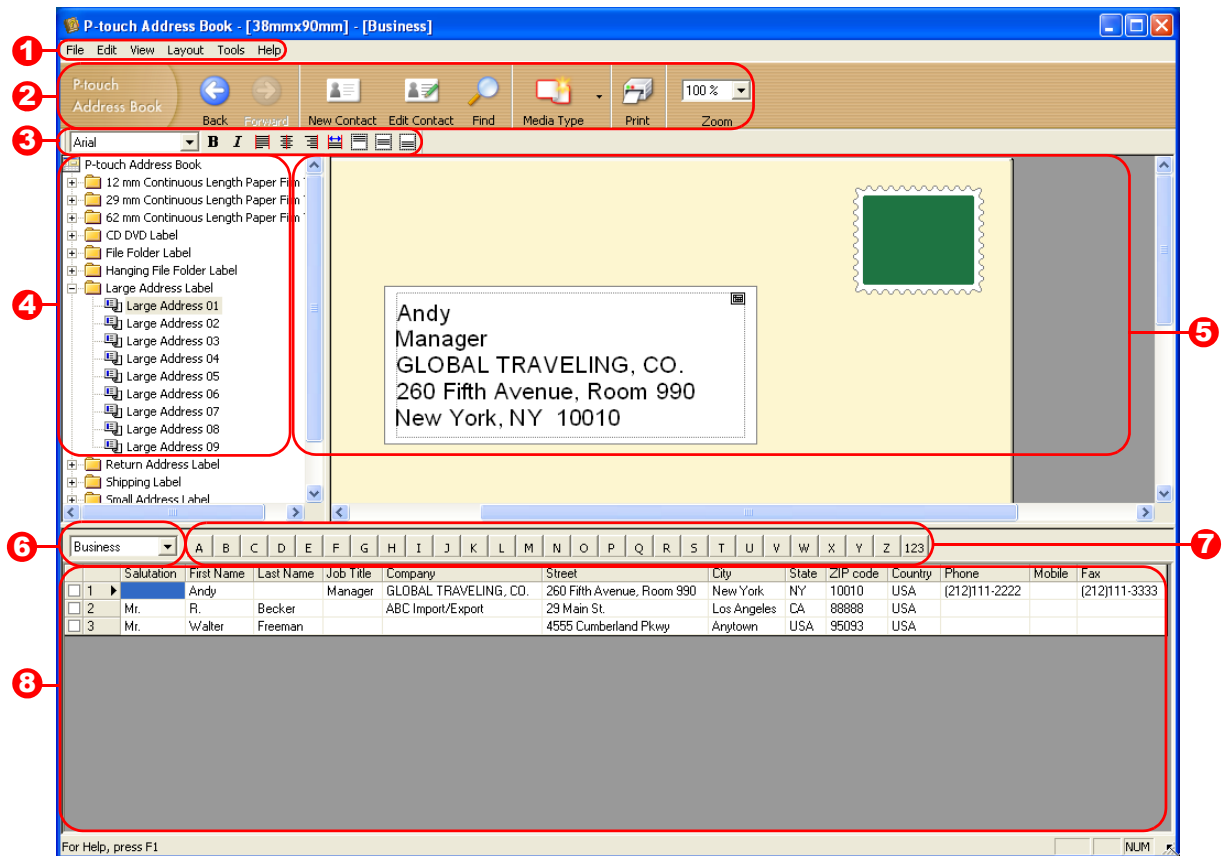 P-touch Address Book - [38mmx90mm] - [Business]
1
File Edit View Layout Tools Help
2
P-touch
Address Book
Back Forward New Contact Edit Contact Find Media Type Print
100 %
Zoom
3
Arial
B I
4
P-touch Address Book
12 mm Continuous Length Paper Film
29 mm Continuous Length Paper Film
62 mm Continuous Length Paper Film
CD DVD Label
File Folder Label
Hanging File Folder Label
Large Address Label
Large Address 01
Large Address 02
Large Address 03
Large Address 04
Large Address 05
Large Address 06
Large Address 07
Large Address 08
Large Address 09
Return Address Label
Shipping Label
Small Address Label
Andy
Manager
GLOBAL TRAVELING, CO.
260 Fifth Avenue, Room 990
New York, NY 10010
5
6
Business
A B C D E F G H I J K L M N O P Q R S T U V W X Y Z 123
7
Salutation First Name Last Name Job Title Company Street City State ZIP code Country Phone Mobile Fax
1 Andy Manager GLOBAL TRAVELING, CO. 260 Fifth Avenue, Room 990 New York NY 10010 USA (212)111-2222 (212)111-3333
2 Mr. R. Becker ABC Import/Export 29 Main St. Los Angeles CA 88888 USA
3 Mr. Walter Freeman 4555 Cumberland Pkwy Anytown USA 95093 USA
8
For Help, press F1
NUM